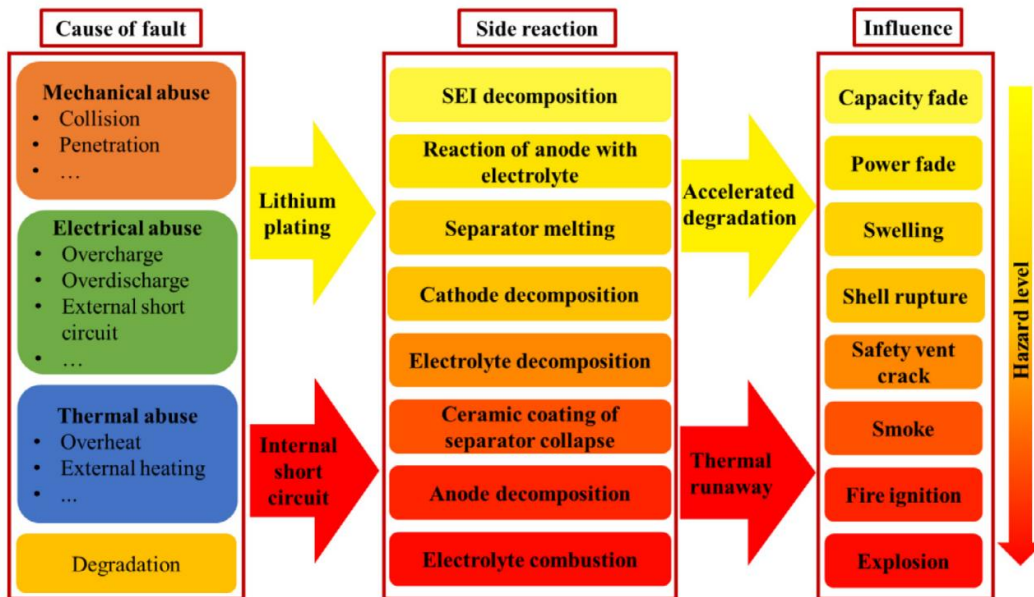 Cause of fault
Mechanical abuse
• Collision
• Penetration
• …
Electrical abuse
• Overcharge
• Overdischarge
• External short
circuit
• …
Thermal abuse
• Overheat
• External heating
• ...
Degradation
Lithium
plating
Internal
short
circuit
Side reaction
SEI decomposition
Reaction of anode with
electrolyte
Separator melting
Cathode decomposition
Electrolyte decomposition
Ceramic coating of
separator collapse
Anode decomposition
Electrolyte combustion
Accelerated
degradation
Thermal
runaway
Influence
Capacity fade
Power fade
Swelling
Shell rupture
Safety vent
crack
Smoke
Fire ignition
Explosion
Hazard level